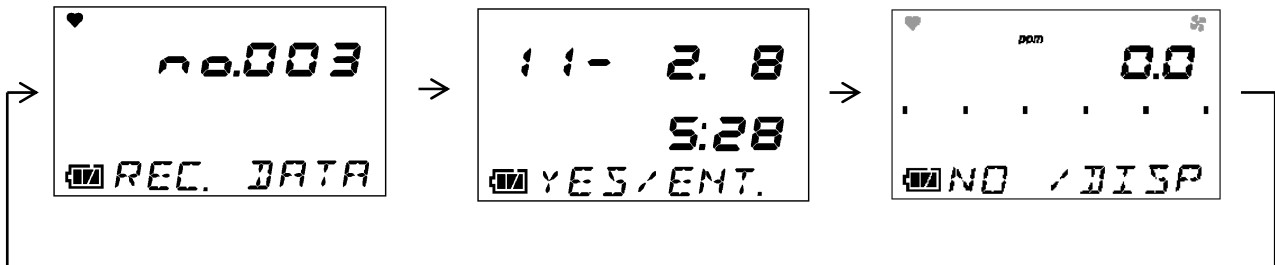 no.003
REC. DATA
11- 2. 8
5:28
YES/ENT.
ppm
0.0
NO /DISP